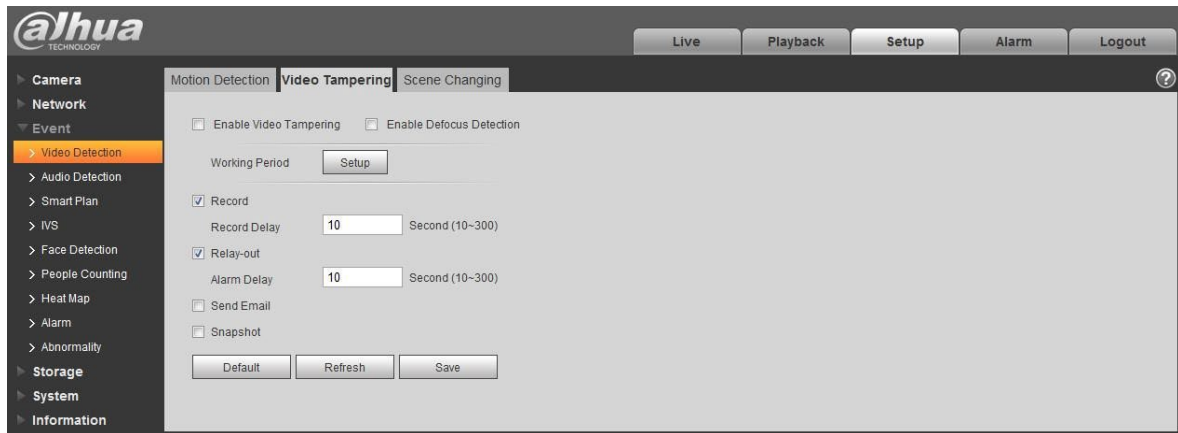 alhua
TECHNOLOGY
Live Playback Setup Alarm Logout
Camera
Network
Event
Video Detection
Audio Detection
Smart Plan
IVS
Face Detection
People Counting
Heat Map
Alarm
Abnormality
Storage
System
Information
Motion Detection Video Tampering Scene Changing ?
Enable Video Tampering Enable Defocus Detection
Working Period Setup
Record
Record Delay 10 Second (10~300)
Relay-out
Alarm Delay 10 Second (10~300)
Send Email
Snapshot
Default Refresh Save